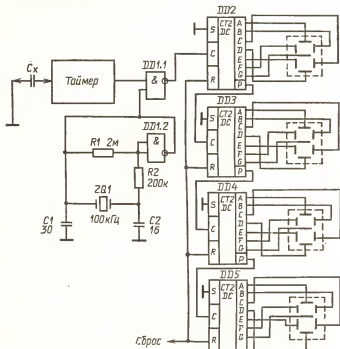 DD2
Cx
Таймер
DD1.1
&
S
C
R
CT2
DC
A
B
C
D
E
F
G
P
DD3
S
C
R
CT2
DC
A
B
C
D
E
F
G
P
DD1.2
&
R1 2м
R2
200к
ZQ1
100кГц
C1
30
C2
16
DD4
S
C
R
CT2
DC
A
B
C
D
E
F
G
P
DD5
S
C
R
CT2
DC
A
B
C
D
E
F
G
Сброс